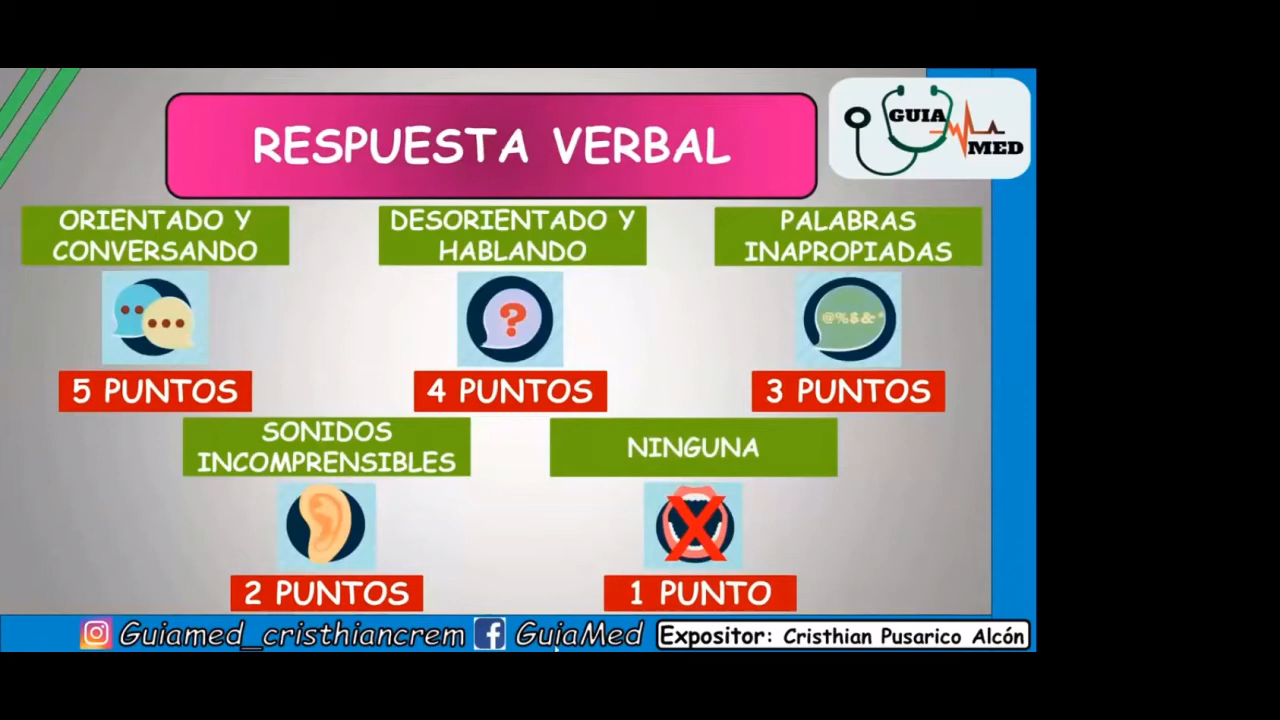 RESPUESTA VERBAL
GUIA
MED
ORIENTADO Y
CONVERSANDO
DESORIENTADO Y
HABLANDO
PALABRAS
INAPROPIADAS
?
@%$&*
5 PUNTOS
4 PUNTOS
3 PUNTOS
SONIDOS
INCOMPRENSIBLES
NINGUNA
2 PUNTOS
1 PUNTO
Guiamed_cristhiancrem
GuiaMed
Expositor: Cristhian Pusarico Alcón